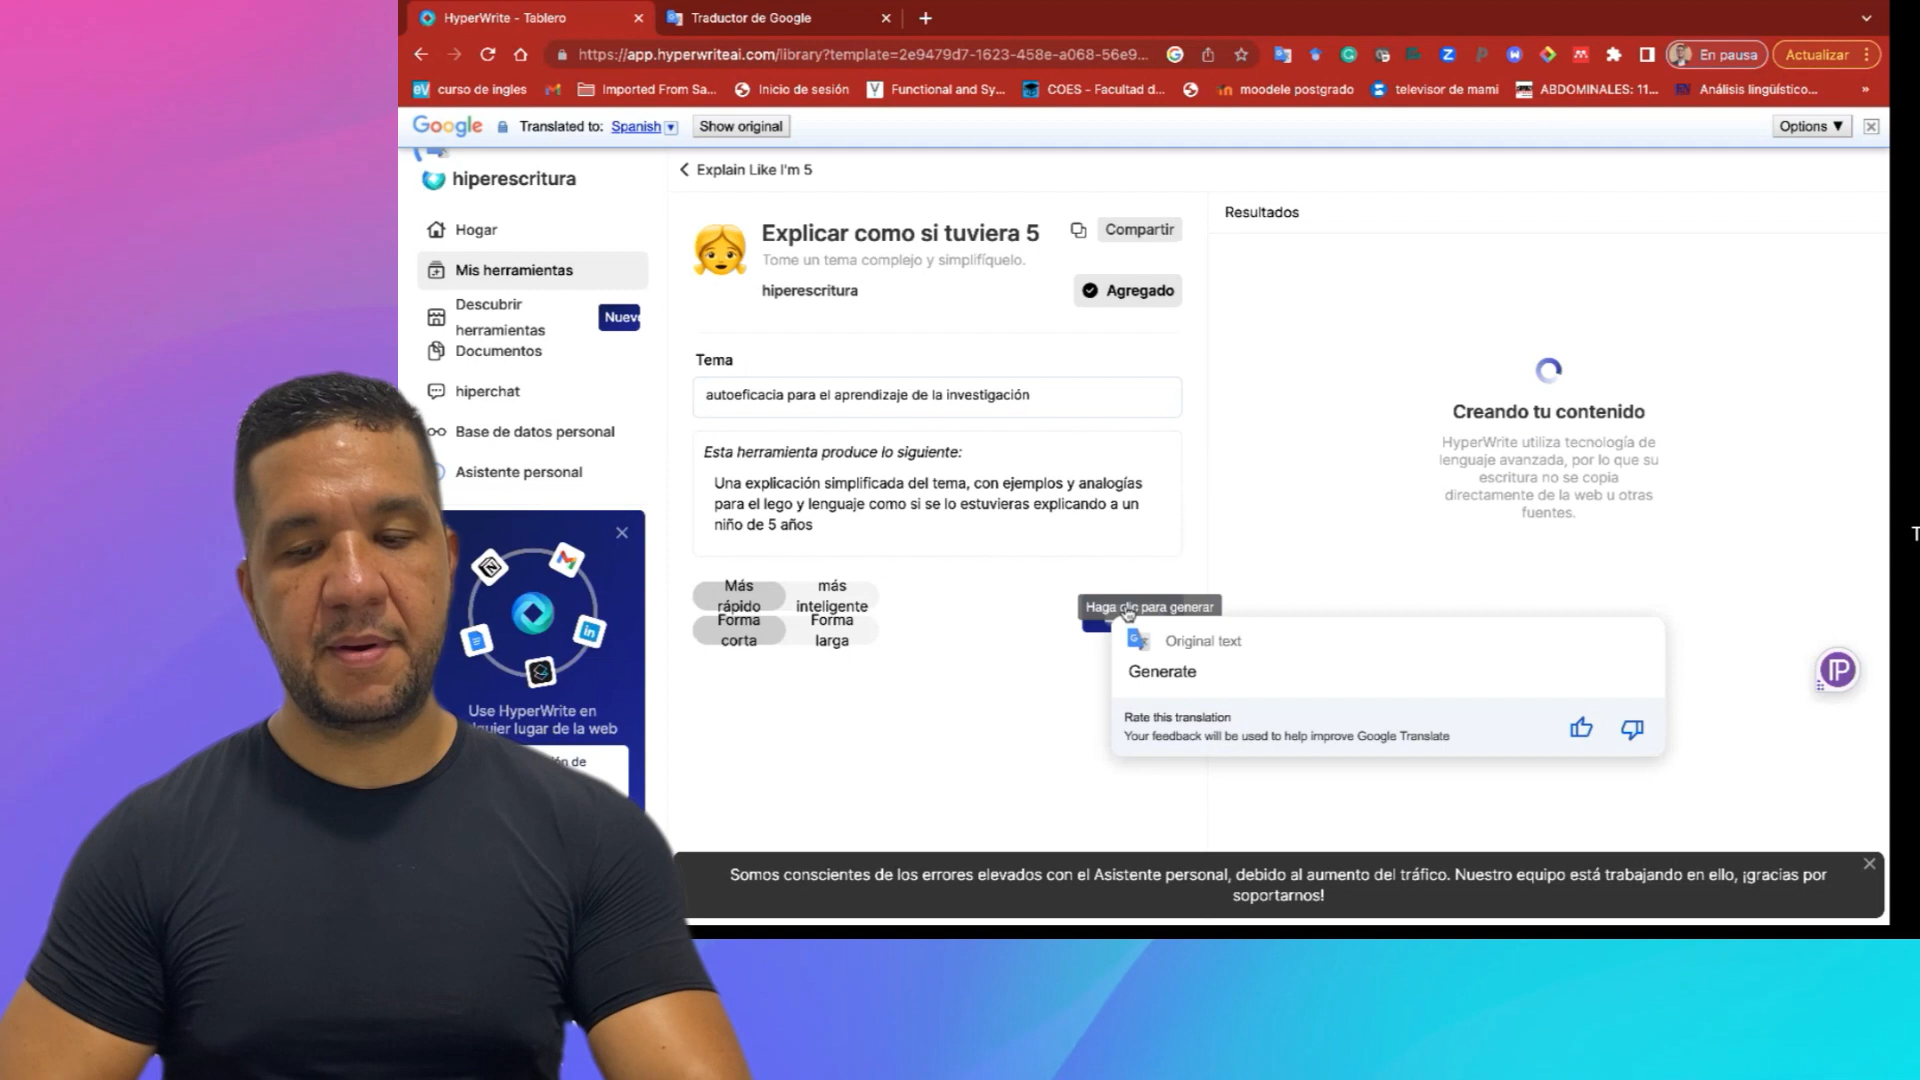 HyperWrite - Tablero
Traductor de Google
https://app.hyperwriteai.com/library?template=2e9479d7-1623-458e-a068-56e9...
En pausa
Actualizar
eV curso de ingles
Imported From Sa...
Inicio de sesión
Functional and Sy...
COES - Facultad d...
moodele postgrado
televisor de mami
ABDOMINALES: 11...
Análisis lingüístico...
»
Google
Translated to: Spanish
Show original
Options ▼
hiperescritura
Hogar
Mis herramientas
Descubrir
herramientas
Nuevo
Documentos
hiperchat
Base de datos personal
Asistente personal
Use HyperWrite en
lugar de la web
de
Explain Like I'm 5
Explicar como si tuviera 5
Tome un tema complejo y simplifíquelo.
hiperescritura
Compartir
Agregado
Tema
autoeficacia para el aprendizaje de la investigación
Esta herramienta produce lo siguiente:
Una explicación simplificada del tema, con ejemplos y analogías
para el lego y lenguaje como si se lo estuvieras explicando a un
niño de 5 años
Más
rápido
más
inteligente
Forma
corta
Forma
larga
Haga clic para generar
Original text
Generate
Rate this translation
Your feedback will be used to help improve Google Translate
Resultados
Creando tu contenido
HyperWrite utiliza tecnología de
lenguaje avanzada, por lo que su
escritura no se copia
directamente de la web u otras
fuentes.
Somos conscientes de los errores elevados con el Asistente personal, debido al aumento del tráfico. Nuestro equipo está trabajando en ello, ¡gracias por
soportarnos!
T